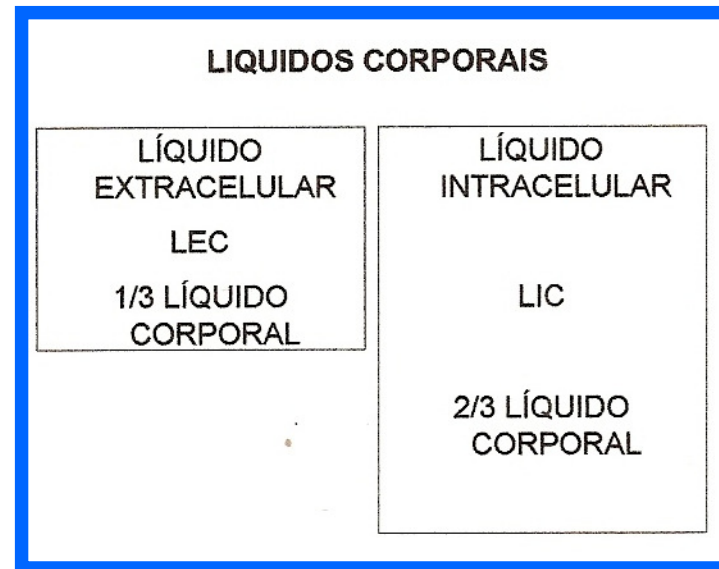 LIQUIDOS CORPORAIS
LÍQUIDO
EXTRACELULAR
LEC
1/3 LÍQUIDO
CORPORAL
LÍQUIDO
INTRACELULAR
LIC
2/3 LÍQUIDO
CORPORAL